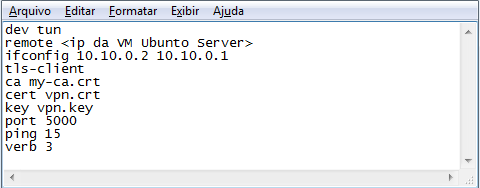 Arquivo Editar Formatar Exibir Ajuda
dev tun
remote <ip da VM Ubunto Server>
ifconfig 10.10.0.2 10.10.0.1
tls-client
ca my-ca.crt
cert vpn.crt
key vpn.key
port 5000
ping 15
verb 3